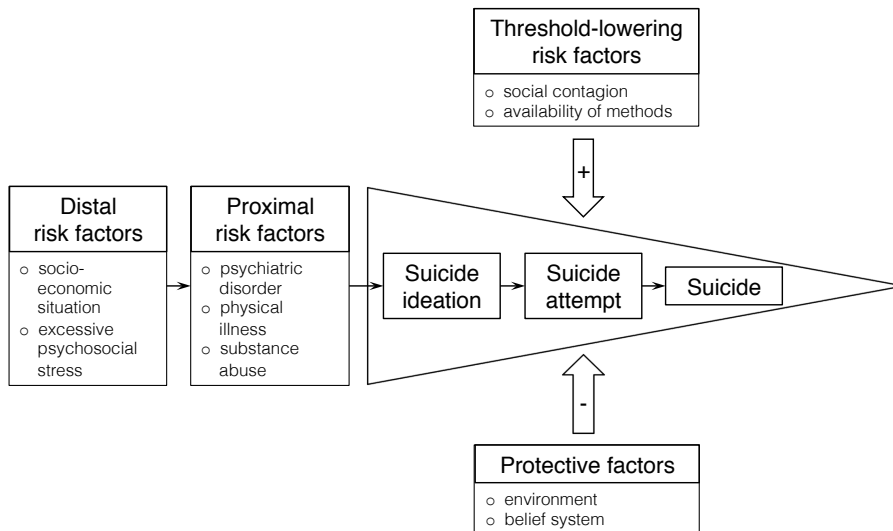 Threshold-lowering
risk factors
○ social contagion
○ availability of methods
+
Distal
risk factors
○ socio-
economic
situation
○ excessive
psychosocial
stress
Proximal
risk factors
○ psychiatric
disorder
○ physical
illness
○ substance
abuse
Suicide
ideation
Suicide
attempt
Suicide
-
Protective factors
○ environment
○ belief system